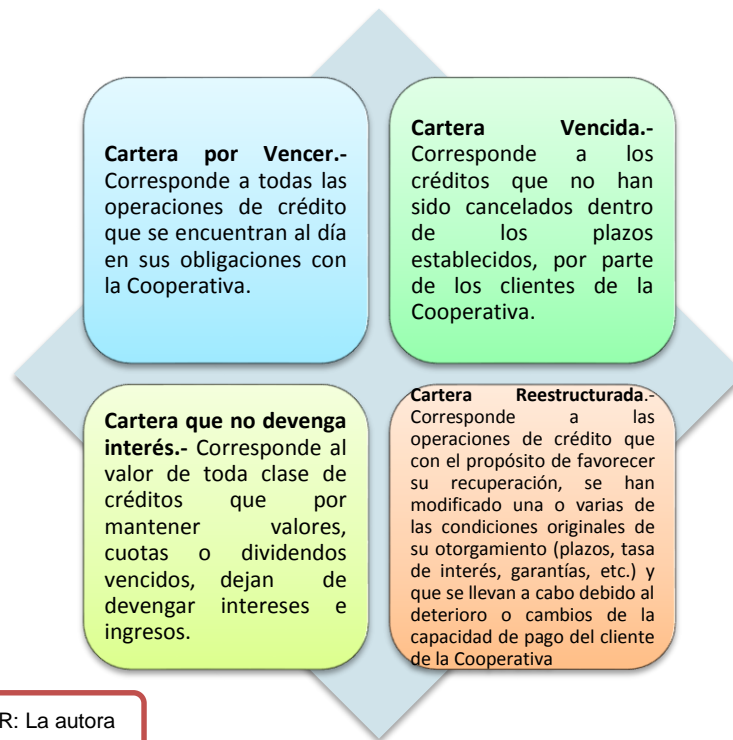 Cartera por Vencer.-
Corresponde a todas las
operaciones de crédito
que se encuentran al día
en sus obligaciones con
la Cooperativa.
Cartera Vencida.-
Corresponde a los
créditos que no han
sido cancelados dentro
de los plazos
establecidos, por parte
de los clientes de la
Cooperativa.
Cartera que no devenga
interés.- Corresponde al
valor de toda clase de
créditos que por
mantener valores,
cuotas o dividendos
vencidos, dejan de
devengar intereses e
ingresos.
Cartera Reestructurada.-
Corresponde a las
operaciones de crédito que
con el propósito de favorecer
su recuperación, se han
modificado una o varias de
las condiciones originales de
su otorgamiento (plazos, tasa
de interés, garantías, etc.) y
que se llevan a cabo debido al
deterioro o cambios de la
capacidad de pago del cliente
de la Cooperativa
R: La autora